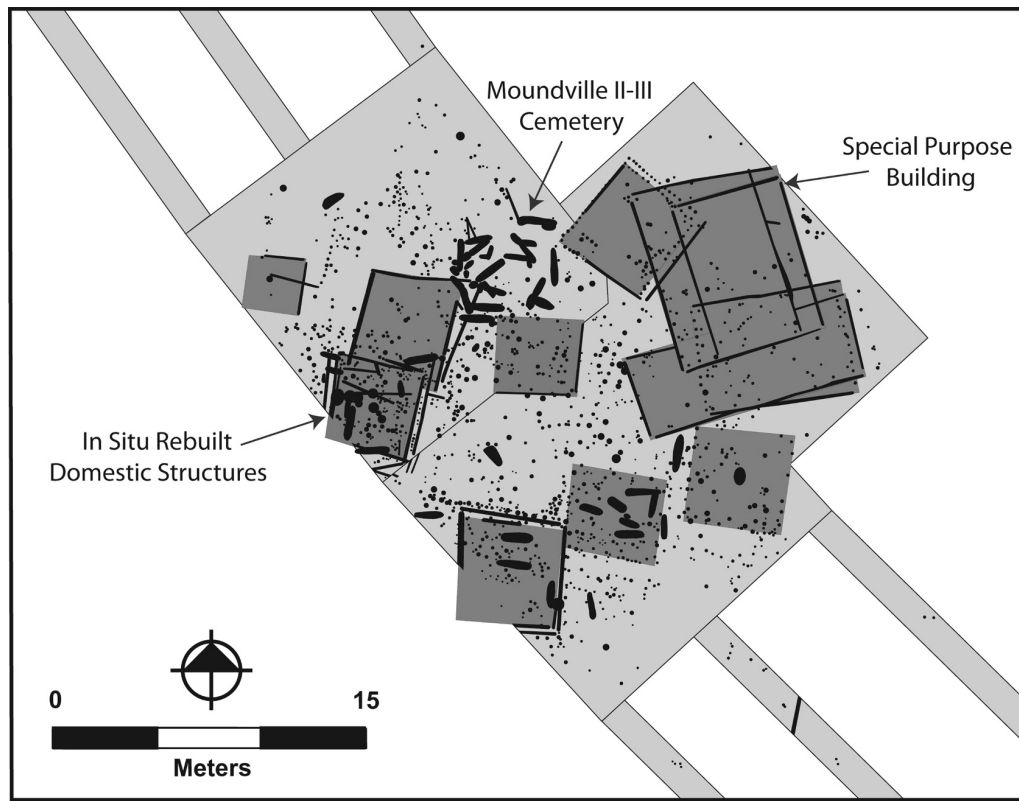 Moundville II-III
Cemetery
Special Purpose
Building
In Situ Rebuilt
Domestic Structures
0 15
Meters